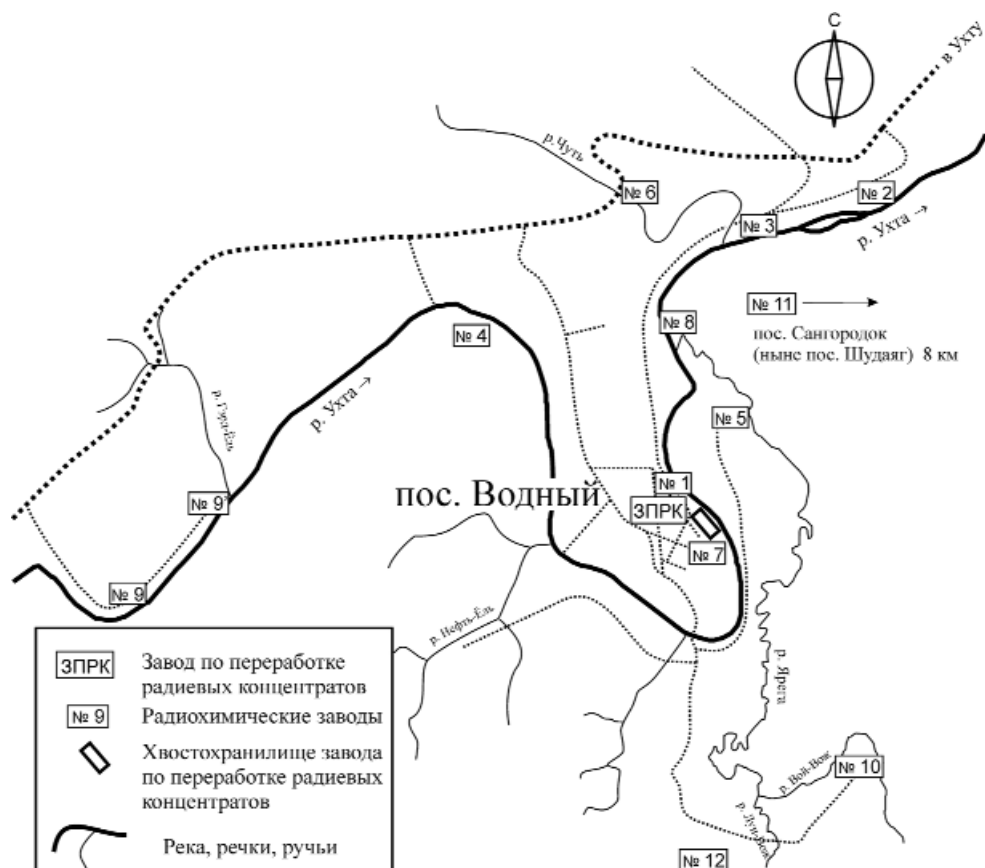 С
в Ухту
р.Чуть
№ 6
№ 2
№ 3
р. Ухта →
№ 11
пос. Сангородок
(ныне пос. Шудаяг) 8 км
№ 8
№ 4
р. Ухта →
№ 5
р. Гэрд-Ёль
пос. Водный
№ 1
ЗПРК
№ 9'
№ 7
№ 9
р. Нефть-Ёль
р. Ярега
ЗПРК
Завод по переработке
радиевых концентратов
№ 9
Радиохимические заводы
Хвостохранилище завода
по переработке радиевых
концентратов
Река, речки, ручьи
р. Вой-Вож
№ 10
№ 12